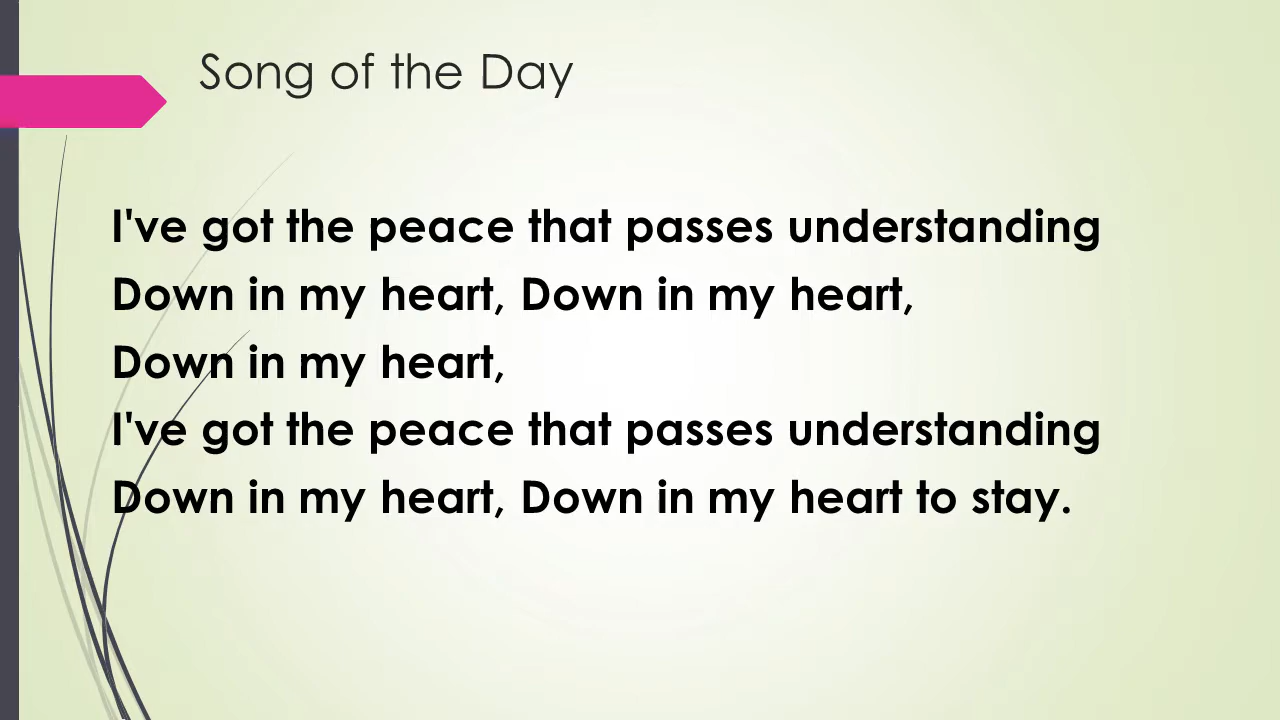 Song of the Day
I've got the peace that passes understanding
Down in my heart, Down in my heart,
Down in my heart,
I've got the peace that passes understanding
Down in my heart, Down in my heart to stay.